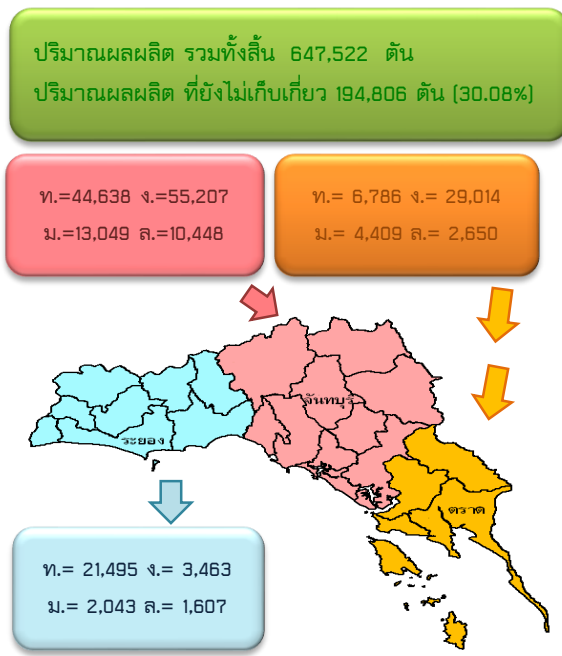 ปริมาณผลผลิต รวมทั้งสิ้น 647,522 ตัน
ปริมาณผลผลิต ที่ยังไม่เก็บเกี่ยว 194,806 ตัน (30.08%)
ท.=44,638 ง.=55,207
ม.=13,049 ล.=10,448
ท.= 6,786 ง.= 29,014
ม.= 4,409 ล.= 2,650
จันทบุรี
ระยอง
ตราด
ท.= 21,495 ง.= 3,463
ม.= 2,043 ล.= 1,607